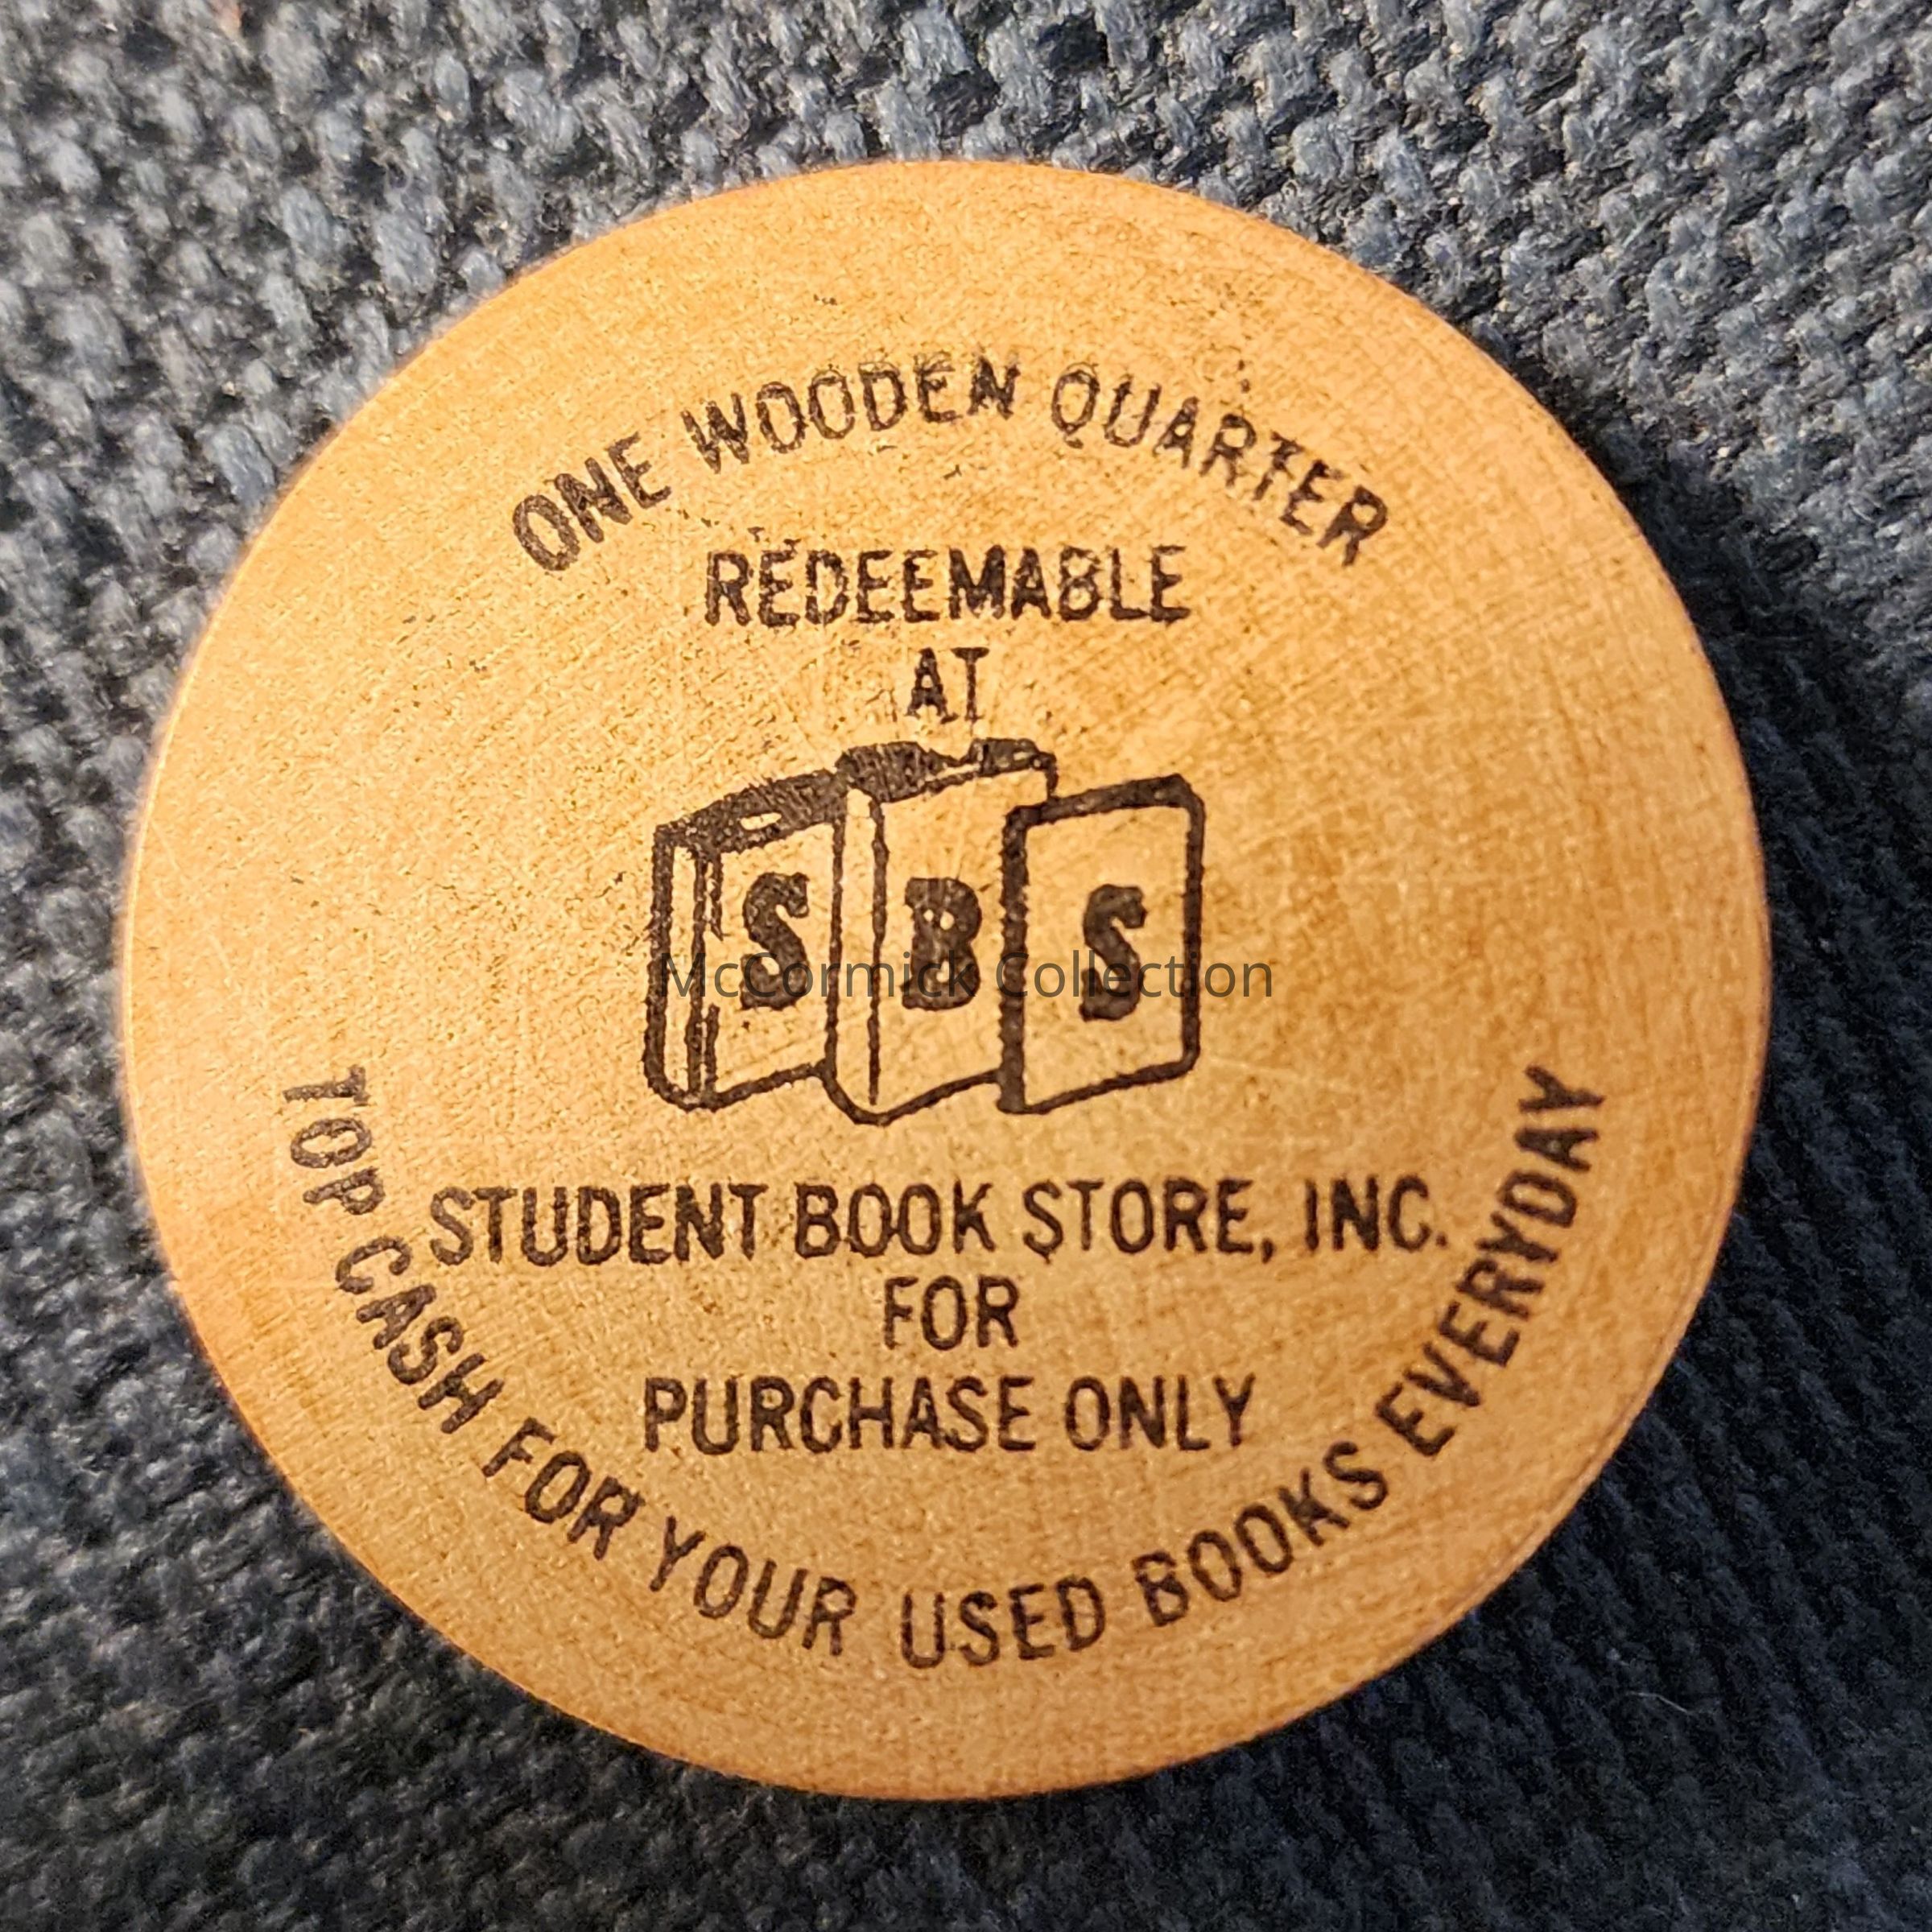 ONE WOODEN QUARTER
REDEEMABLE
AT
S B S
McCormick Collection
STUDENT BOOK STORE, INC.
FOR
PURCHASE ONLY
TOP CASH FOR YOUR USED BOOKS EVERYDAY